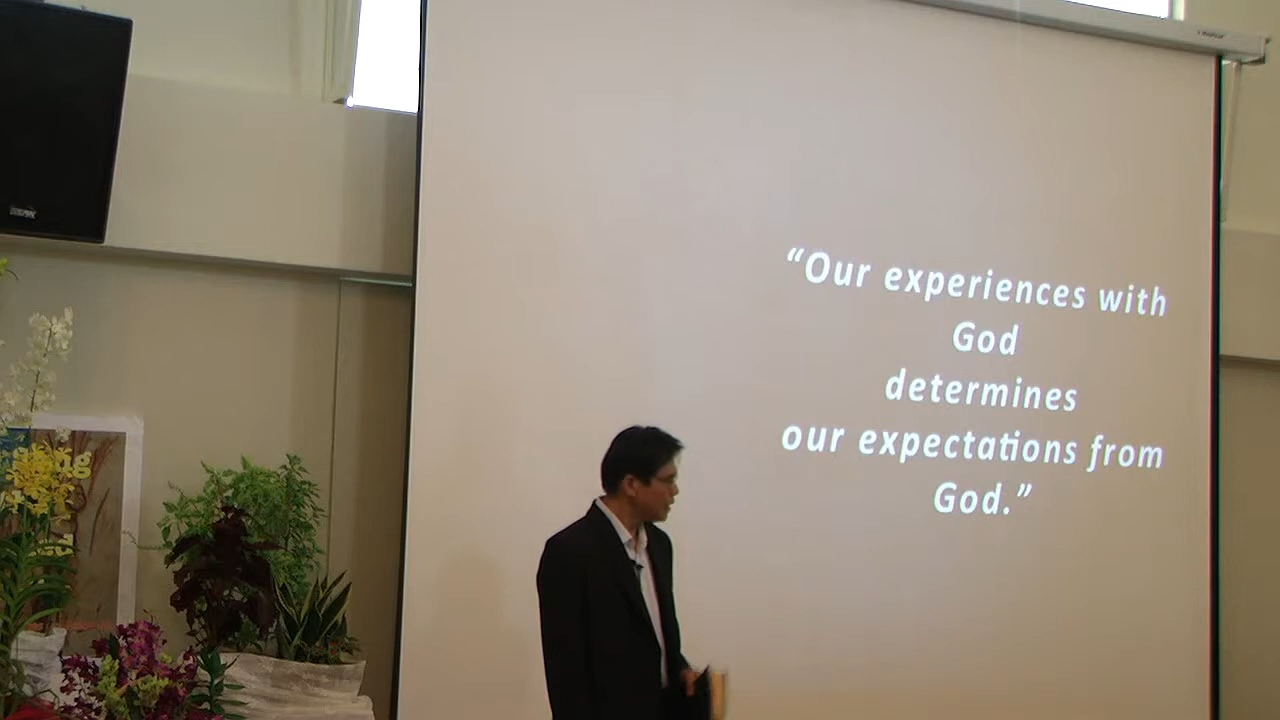 “Our experiences with
God
determines
our expectations from
God.”